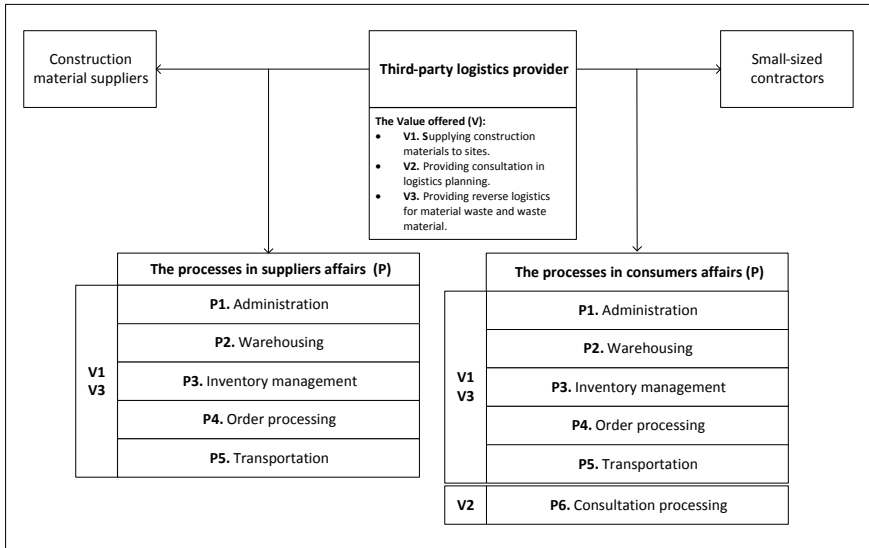 Construction
material suppliers
Third-party logistics provider
Small-sized
contractors
The Value offered (V):
• V1. Supplying construction
materials to sites.
• V2. Providing consultation in
logistics planning.
• V3. Providing reverse logistics
for material waste and waste
material.
The processes in suppliers affairs (P)
V1
V3
P1. Administration
P2. Warehousing
P3. Inventory management
P4. Order processing
P5. Transportation
The processes in consumers affairs (P)
V1
V3
P1. Administration
P2. Warehousing
P3. Inventory management
P4. Order processing
P5. Transportation
V2
P6. Consultation processing